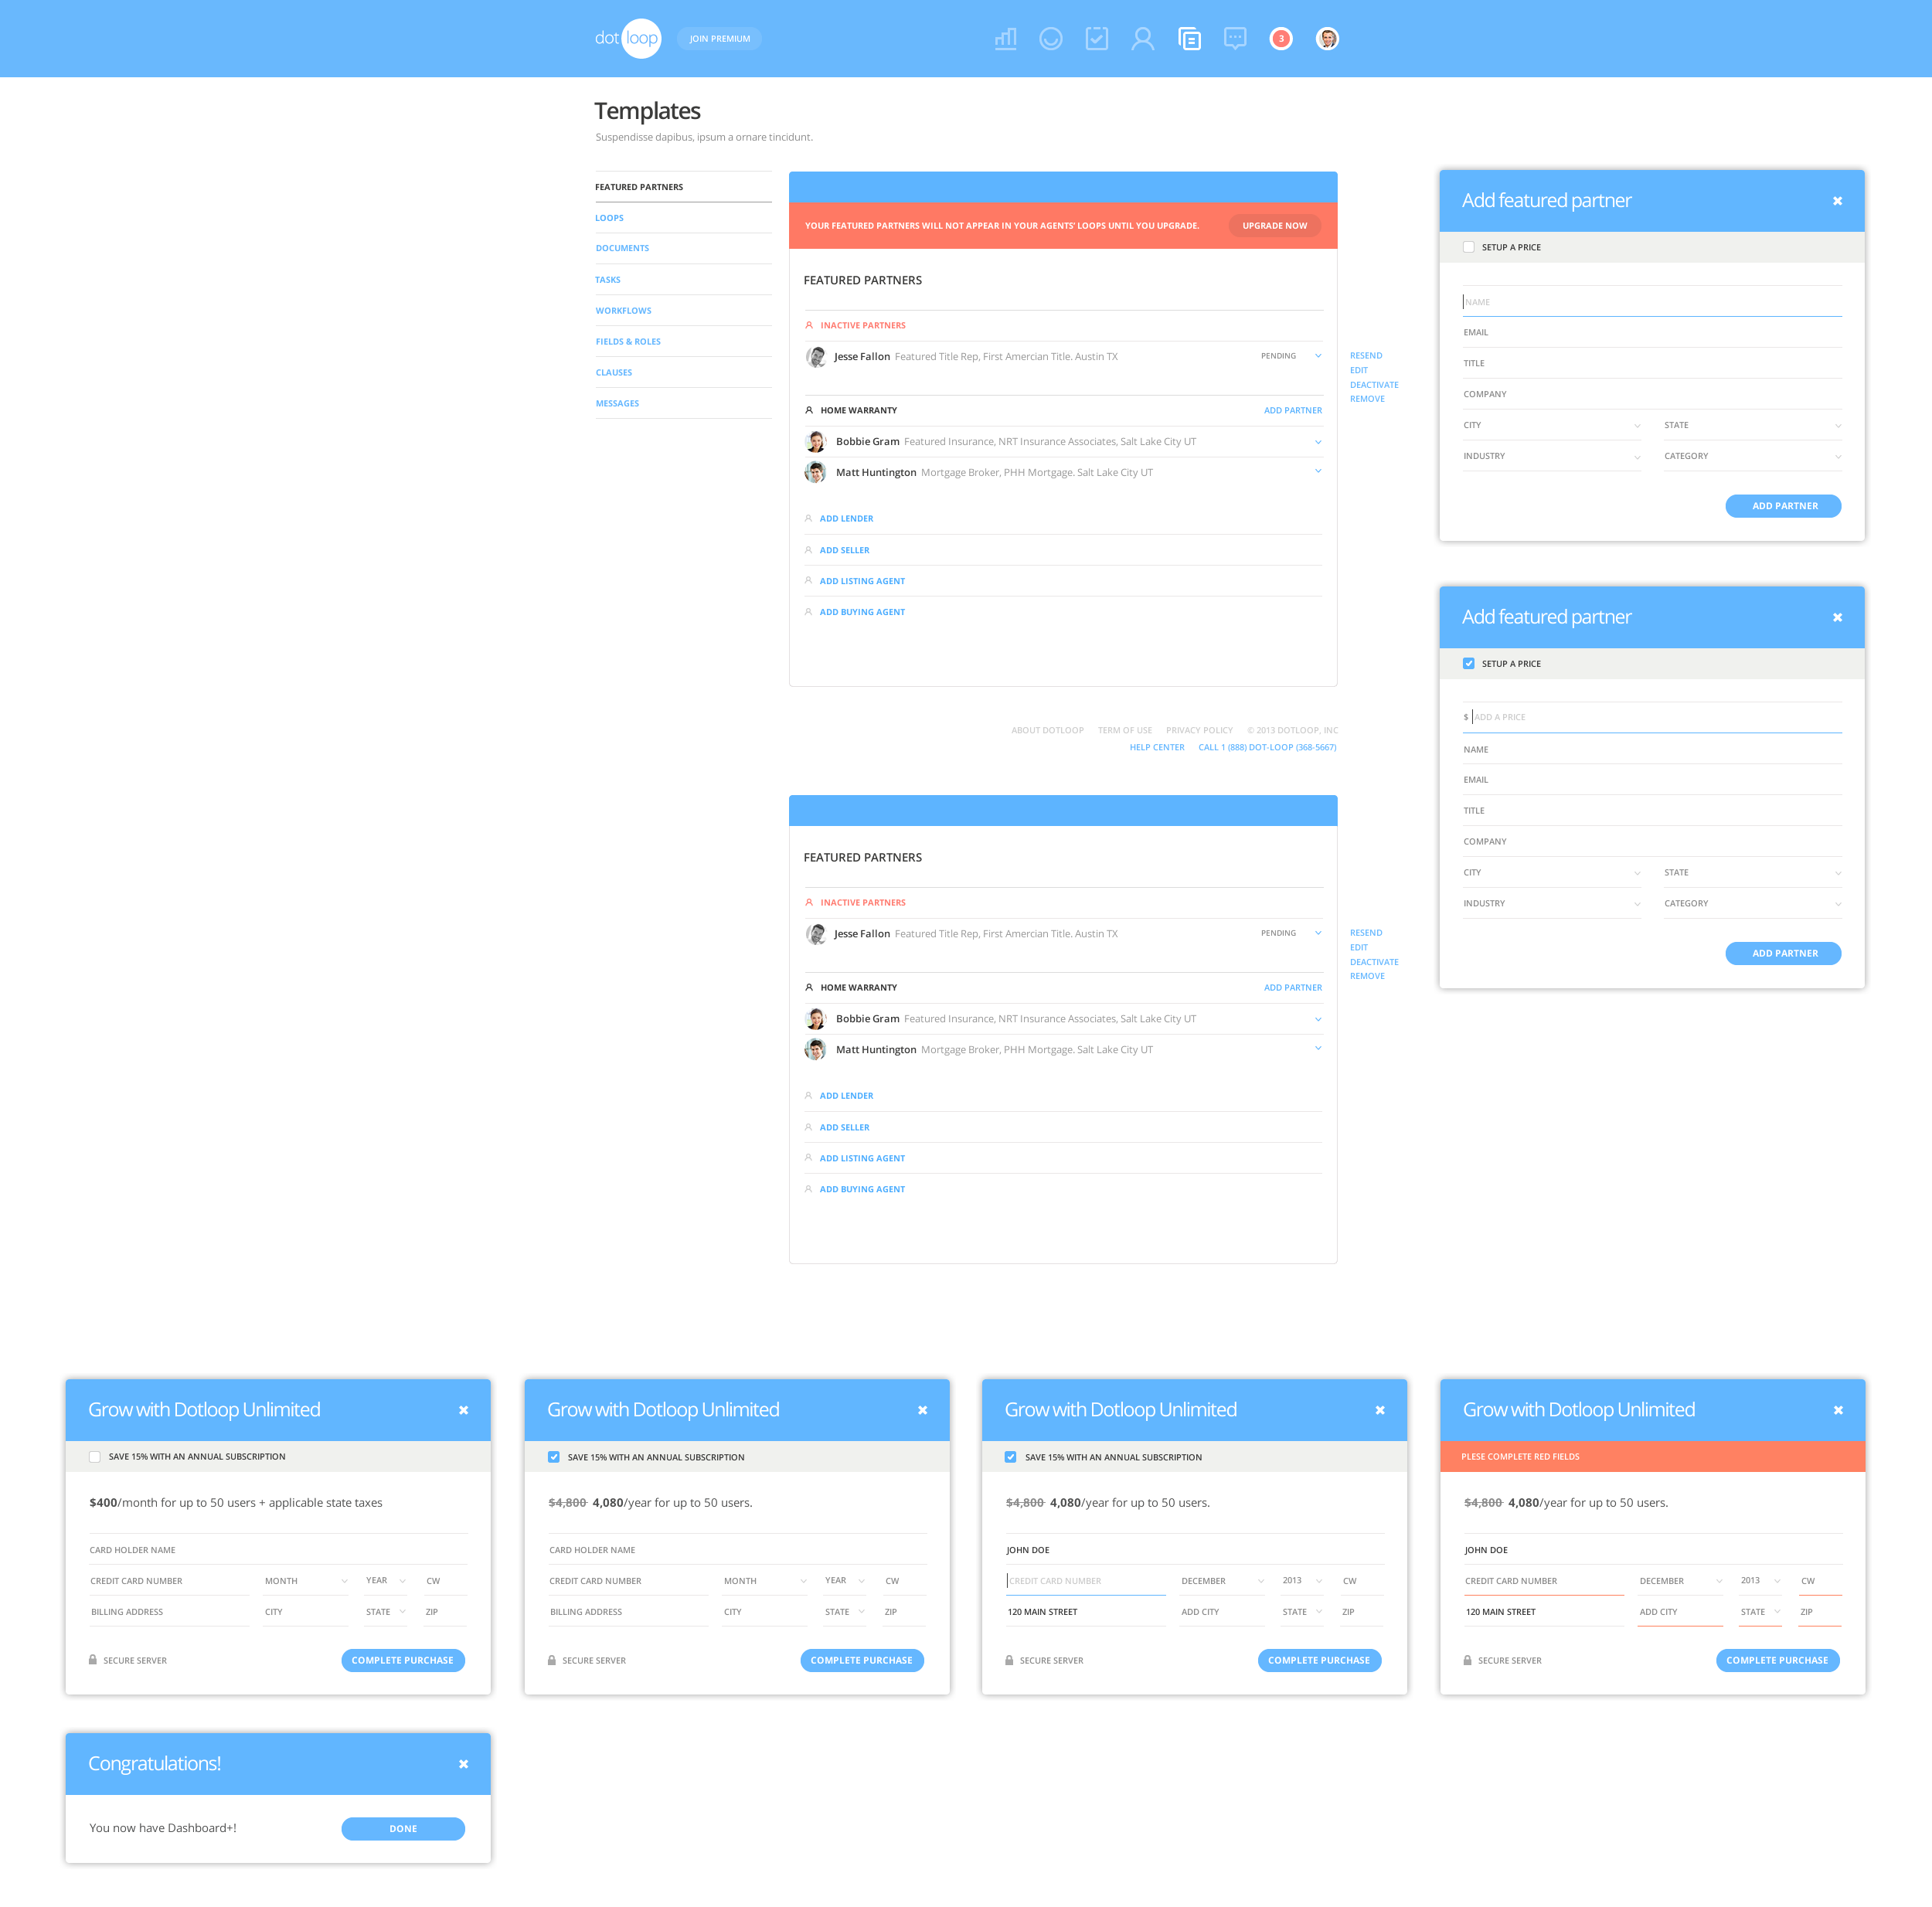 dotloop
JOIN PREMIUM
3
Templates
Suspendisse dapibus, ipsum a ornare tincidunt.
FEATURED PARTNERS
LOOPS
DOCUMENTS
TASKS
WORKFLOWS
FIELDS & ROLES
CLAUSES
MESSAGES
YOUR FEATURED PARTNERS WILL NOT APPEAR IN YOUR AGENTS' LOOPS UNTIL YOU UPGRADE.
UPGRADE NOW
FEATURED PARTNERS
INACTIVE PARTNERS
Jesse Fallon Featured Title Rep, First Amercian Title. Austin TX
PENDING
RESEND
EDIT
DEACTIVATE
REMOVE
HOME WARRANTY
ADD PARTNER
Bobbie Gram Featured Insurance, NRT Insurance Associates, Salt Lake City UT
Matt Huntington Mortgage Broker, PHH Mortgage. Salt Lake City UT
ADD LENDER
ADD SELLER
ADD LISTING AGENT
ADD BUYING AGENT
ABOUT DOTLOOP TERM OF USE PRIVACY POLICY © 2013 DOTLOOP, INC
HELP CENTER CALL 1 (888) DOT-LOOP (368-5667)
FEATURED PARTNERS
INACTIVE PARTNERS
Jesse Fallon Featured Title Rep, First Amercian Title. Austin TX
PENDING
RESEND
EDIT
DEACTIVATE
REMOVE
HOME WARRANTY
ADD PARTNER
Bobbie Gram Featured Insurance, NRT Insurance Associates, Salt Lake City UT
Matt Huntington Mortgage Broker, PHH Mortgage. Salt Lake City UT
ADD LENDER
ADD SELLER
ADD LISTING AGENT
ADD BUYING AGENT
Add featured partner
SETUP A PRICE
NAME
EMAIL
TITLE
COMPANY
CITY STATE
INDUSTRY CATEGORY
ADD PARTNER
Add featured partner
SETUP A PRICE
$ ADD A PRICE
NAME
EMAIL
TITLE
COMPANY
CITY STATE
INDUSTRY CATEGORY
ADD PARTNER
Grow with Dotloop Unlimited
SAVE 15% WITH AN ANNUAL SUBSCRIPTION
$400/month for up to 50 users + applicable state taxes
CARD HOLDER NAME
CREDIT CARD NUMBER MONTH YEAR CW
BILLING ADDRESS CITY STATE ZIP
SECURE SERVER
COMPLETE PURCHASE
Grow with Dotloop Unlimited
SAVE 15% WITH AN ANNUAL SUBSCRIPTION
$4,800 4,080/year for up to 50 users.
CARD HOLDER NAME
CREDIT CARD NUMBER MONTH YEAR CW
BILLING ADDRESS CITY STATE ZIP
SECURE SERVER
COMPLETE PURCHASE
Grow with Dotloop Unlimited
SAVE 15% WITH AN ANNUAL SUBSCRIPTION
$4,800 4,080/year for up to 50 users.
JOHN DOE
CREDIT CARD NUMBER DECEMBER 2013 CW
120 MAIN STREET ADD CITY STATE ZIP
SECURE SERVER
COMPLETE PURCHASE
Grow with Dotloop Unlimited
PLESE COMPLETE RED FIELDS
$4,800 4,080/year for up to 50 users.
JOHN DOE
CREDIT CARD NUMBER DECEMBER 2013 CW
120 MAIN STREET ADD CITY STATE ZIP
SECURE SERVER
COMPLETE PURCHASE
Congratulations!
You now have Dashboard+!
DONE